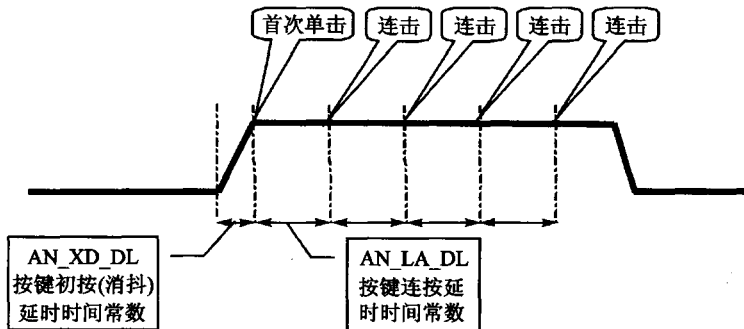 首次单击
连击
连击
连击
连击
AN_XD_DL
按键初按(消抖)
延时时间常数
AN_LA_DL
按键连按延
时时间常数